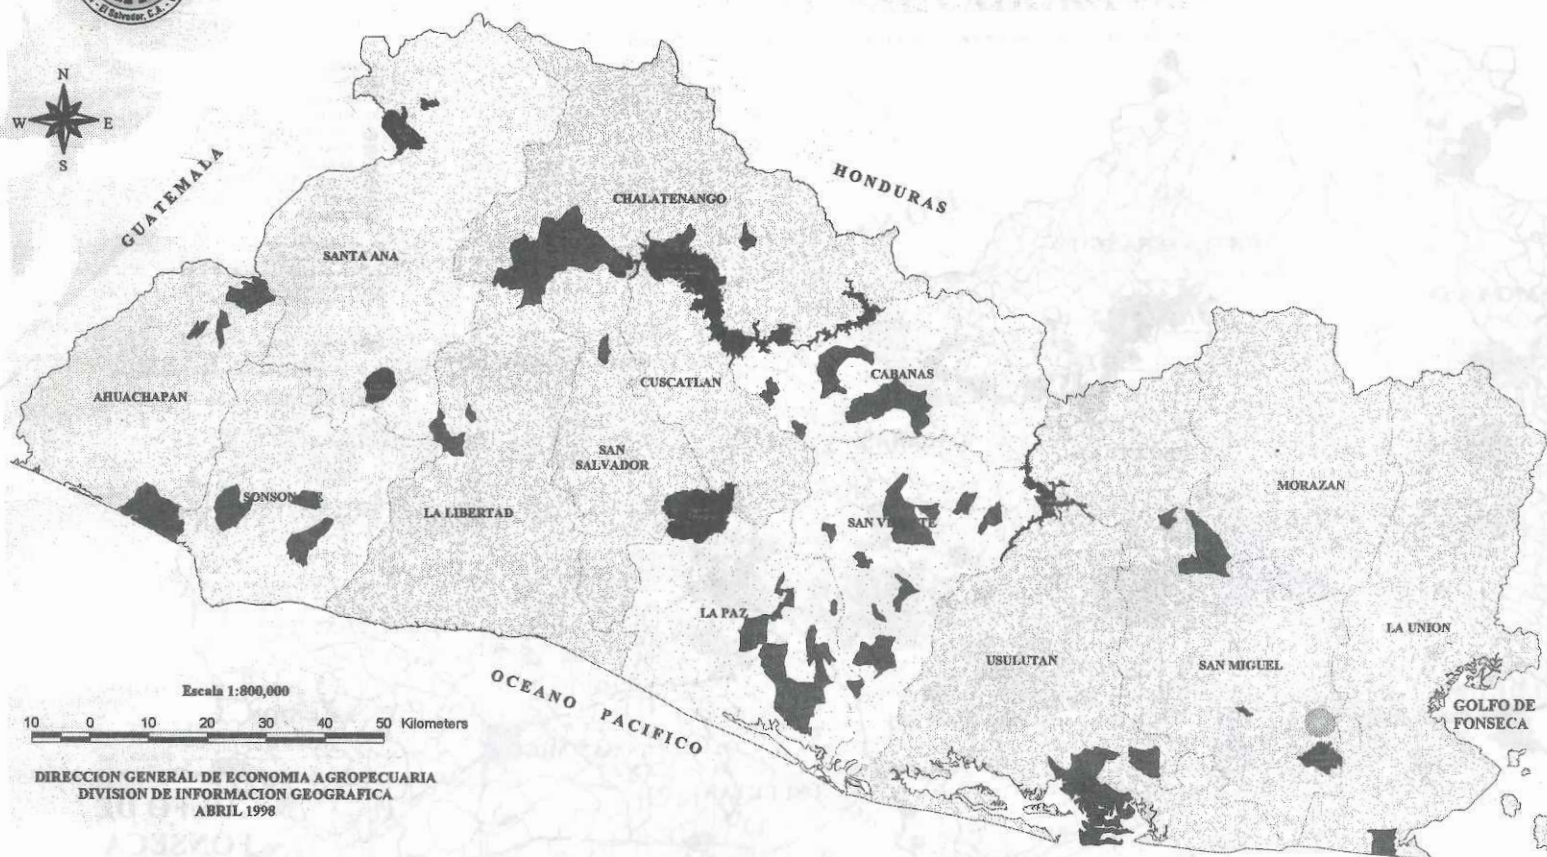 El Salvador, C.A.
N
W E
S
GUATEMALA
HONDURAS
CHALATENANGO
SANTA ANA
CABANAS
CUSCATLAN
AHUACHAPAN
SAN
SALVADOR
MORAZAN
LA LIBERTAD
LA PAZ
LA UNION
USULUTAN
SAN MIGUEL
GOLFO DE
FONSECA
OCEANO PACIFICO
Escala 1:800,000
10 0 10 20 30 40 50 Kilometers
DIRECCION GENERAL DE ECONOMIA AGROPECUARIA
DIVISION DE INFORMACION GEOGRAFICA
ABRIL 1998